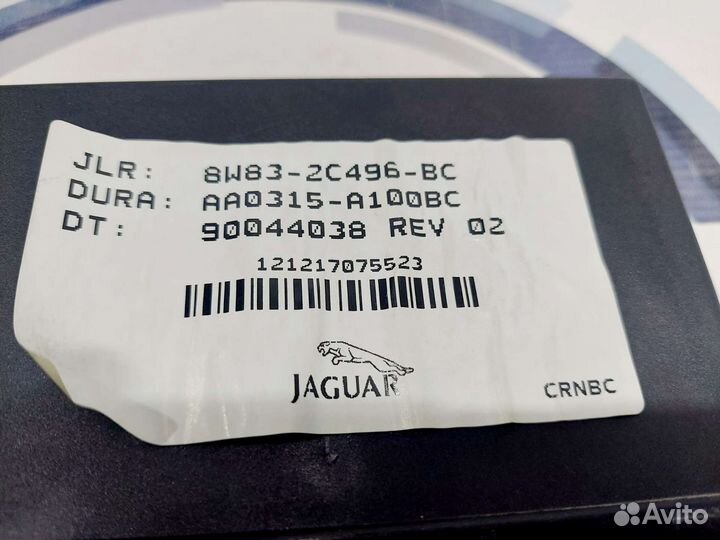 JLR: 8W83-2C496-BC
DURA: AA0315-A100BC
DT: 90044038 REV 02
121217075523
JAGUAR
CRNBC
Avito